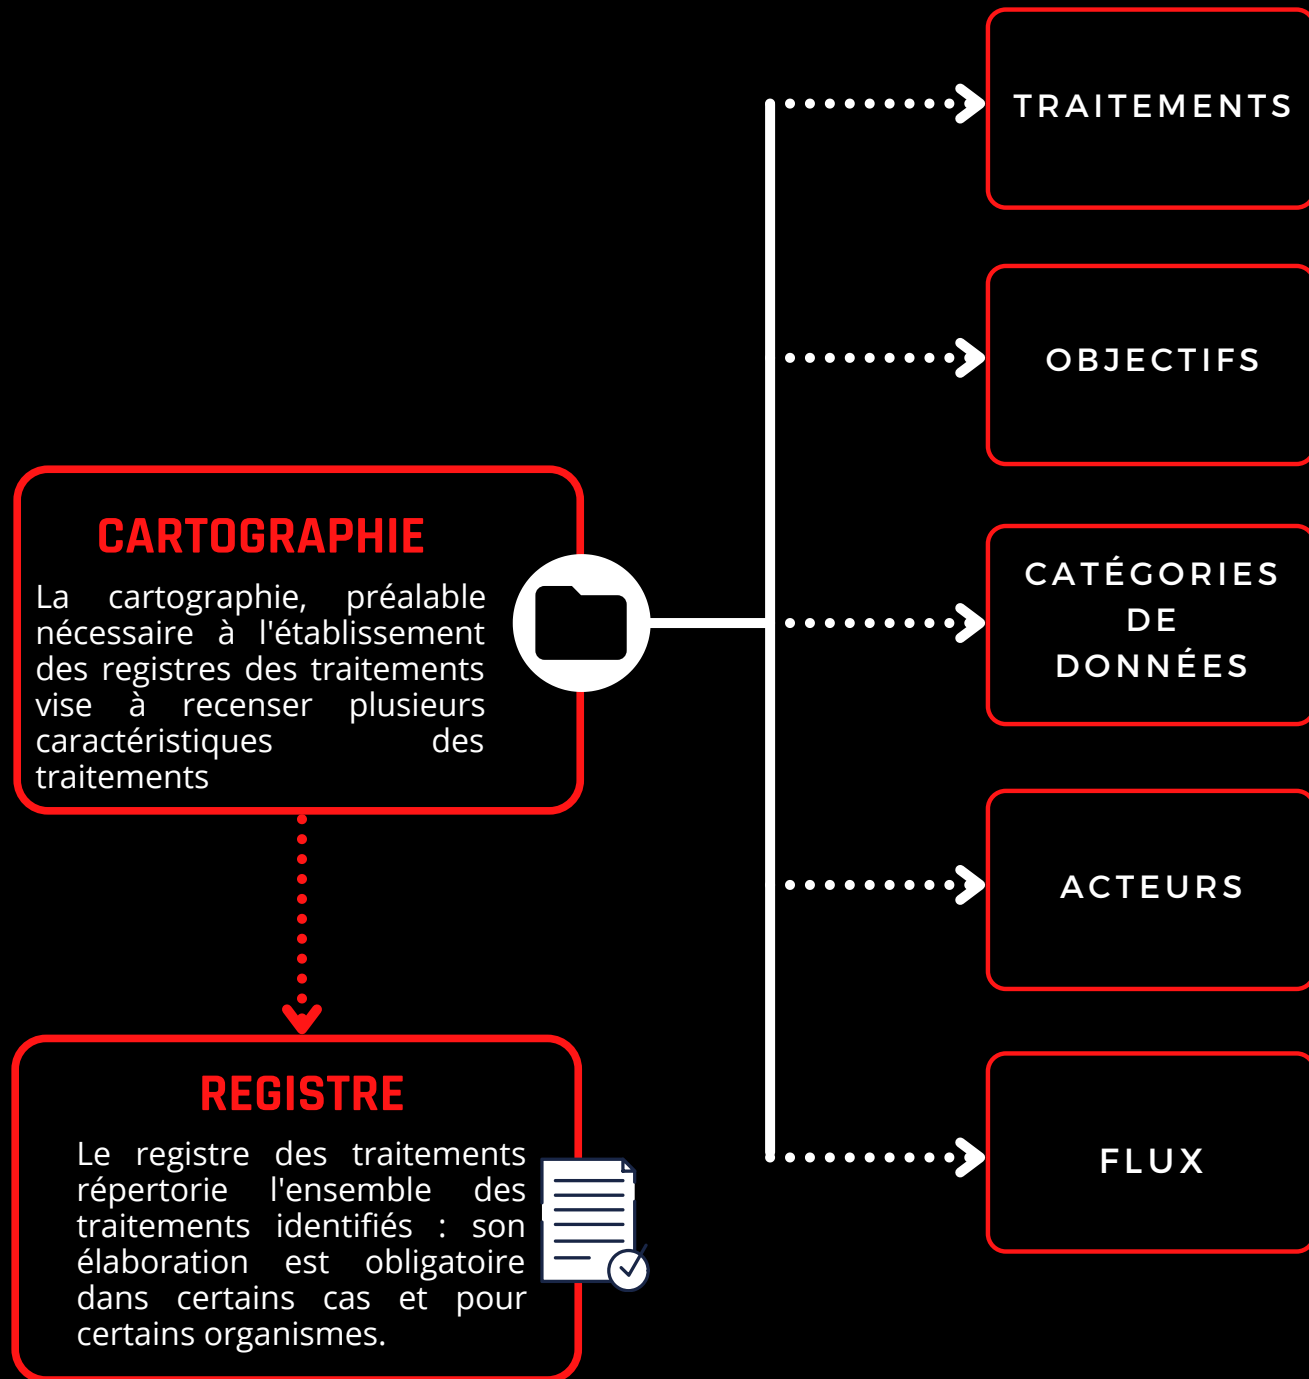 CARTOGRAPHIE
La cartographie, préalable
nécessaire à l'établissement
des registres des traitements
vise à recenser plusieurs
caractéristiques des
traitements
REGISTRE
Le registre des traitements
répertorie l'ensemble des
traitements identifiés : son
élaboration est obligatoire
dans certains cas et pour
certains organismes.
TRAITEMENTS
OBJECTIFS
CATÉGORIES
DE
DONNÉES
ACTEURS
FLUX